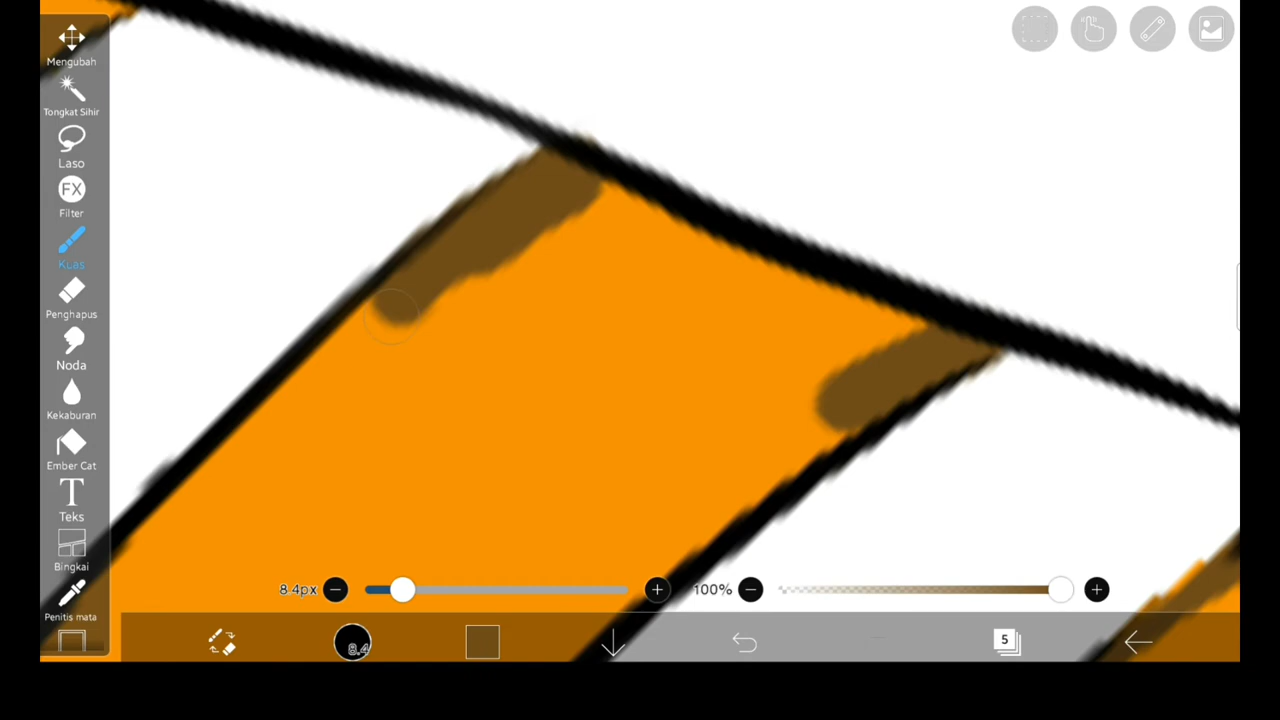 Mengubah
Tongkat Sihir
Laso
FX
Filter
Kuas
Penghapus
Noda
Kekaburan
Ember Cat
T
Teks
Bingkai
Penitis mata
8.4px
100%
8.4
5